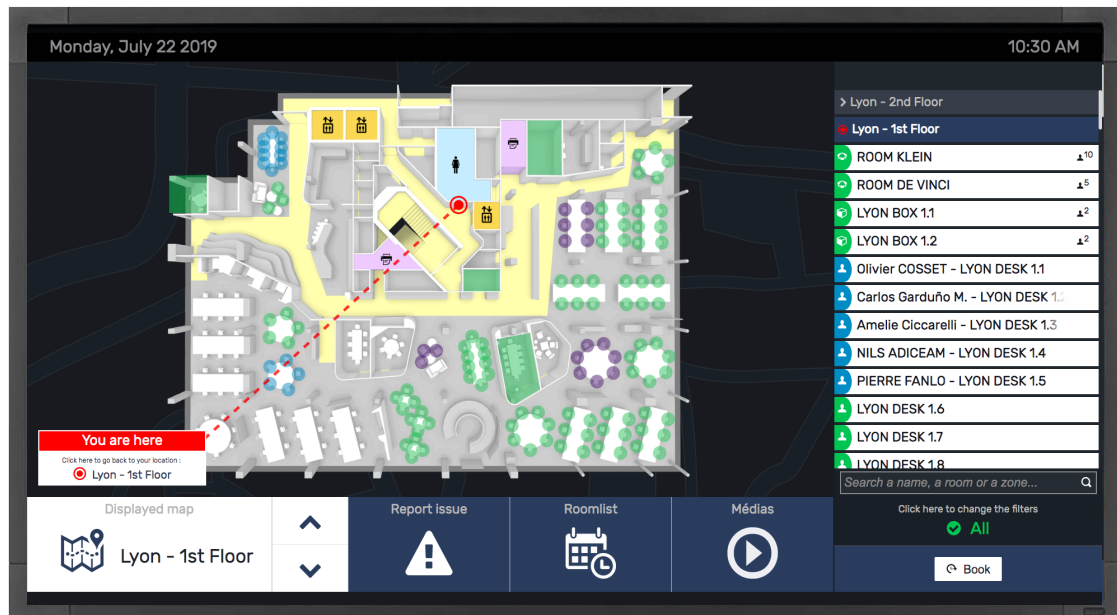 Monday, July 22 2019
10:30 AM
> Lyon - 2nd Floor
Lyon - 1st Floor
ROOM KLEIN 10
ROOM DE VINCI 5
LYON BOX 1.1 2
LYON BOX 1.2 2
Olivier COSSET - LYON DESK 1.1
Carlos Garduño M. - LYON DESK 1.2
Amelie Ciccarelli - LYON DESK 1.3
NILS ADICEAM - LYON DESK 1.4
PIERRE FANLO - LYON DESK 1.5
LYON DESK 1.6
LYON DESK 1.7
LYON DESK 1.8
Search a name, a room or a zone...
Click here to change the filters
All
Book
You are here
Click here to go back to your location :
Lyon - 1st Floor
Displayed map
Lyon - 1st Floor
Report issue
Roomlist
Médias